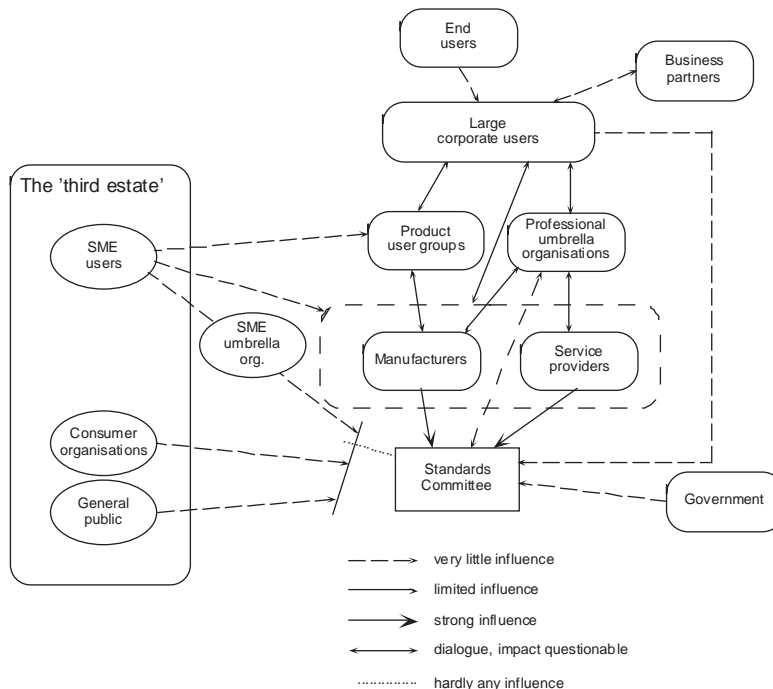 End
users
Business
partners
Large
corporate users
The ’third estate’
SME
users
Product
user groups
Professional
umbrella
organisations
SME
umbrella
org.
Manufacturers
Service
providers
Consumer
organisations
General
public
Standards
Committee
Government
very little influence
limited influence
strong influence
dialogue, impact questionable
hardly any influence